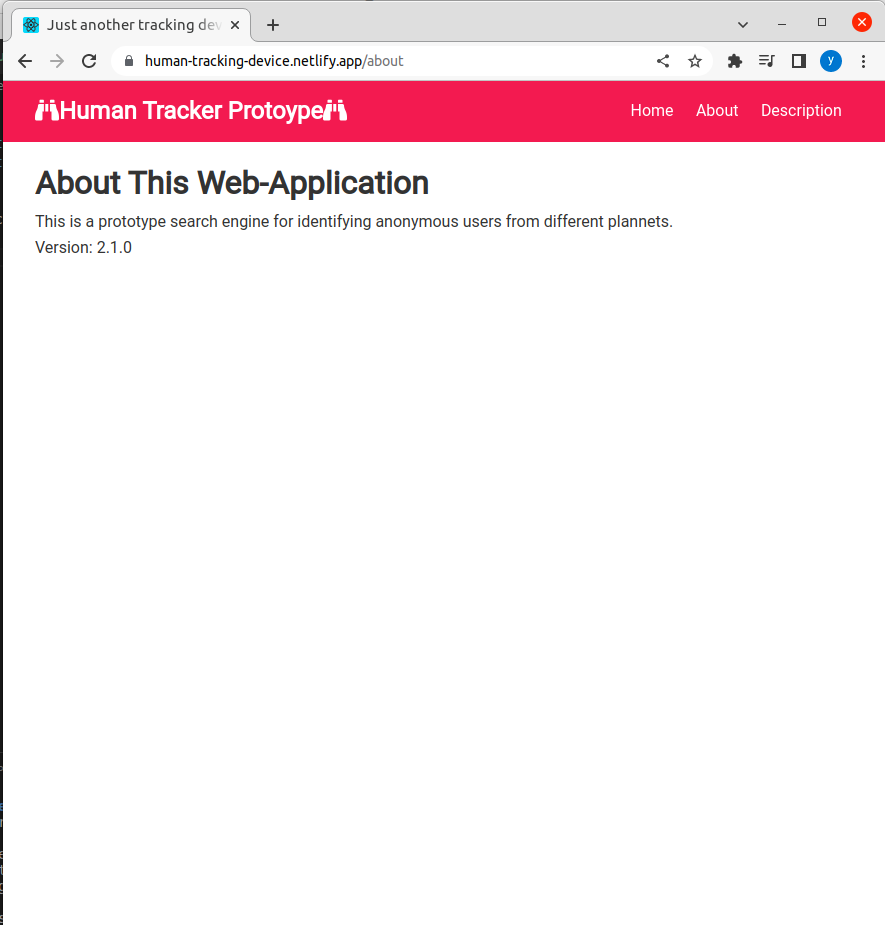 Just another tracking dev
human-tracking-device.netlify.app/about
y
Human Tracker Protoype
Home About Description
About This Web-Application
This is a prototype search engine for identifying anonymous users from different plannets.
Version: 2.1.0